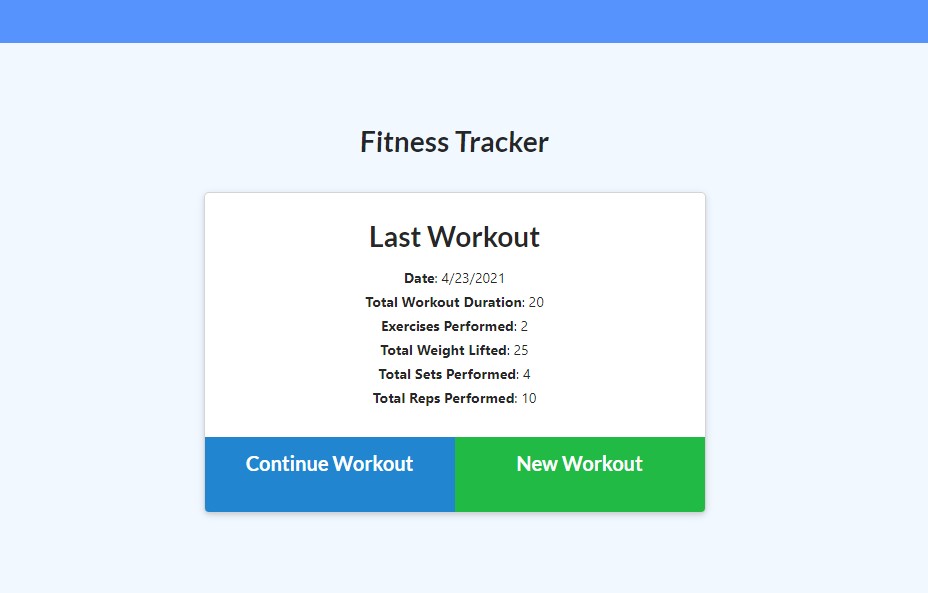 Fitness Tracker
Last Workout
Date: 4/23/2021
Total Workout Duration: 20
Exercises Performed: 2
Total Weight Lifted: 25
Total Sets Performed: 4
Total Reps Performed: 10
Continue Workout
New Workout